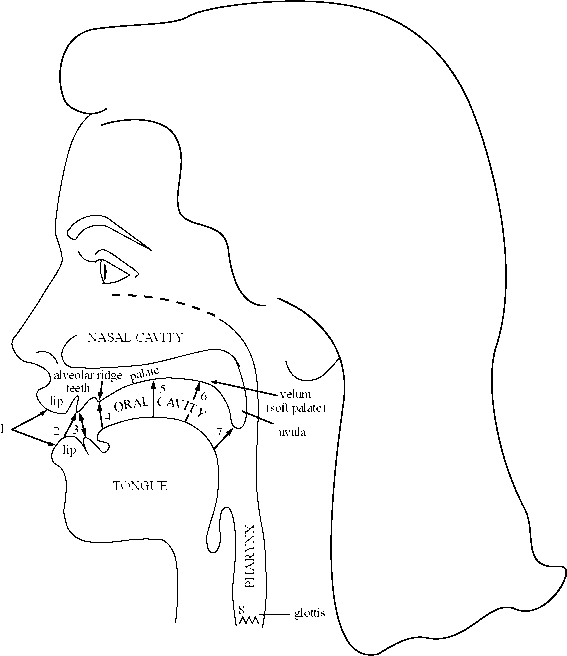 NASAL CAVITY
alveolar ridge
palate
teeth
5
6
velum
(soft palate)
lip
ORAL CAVITY
1
2
3
4
7
uvula
lip
TONGUE
PHARYNX
8
glottis